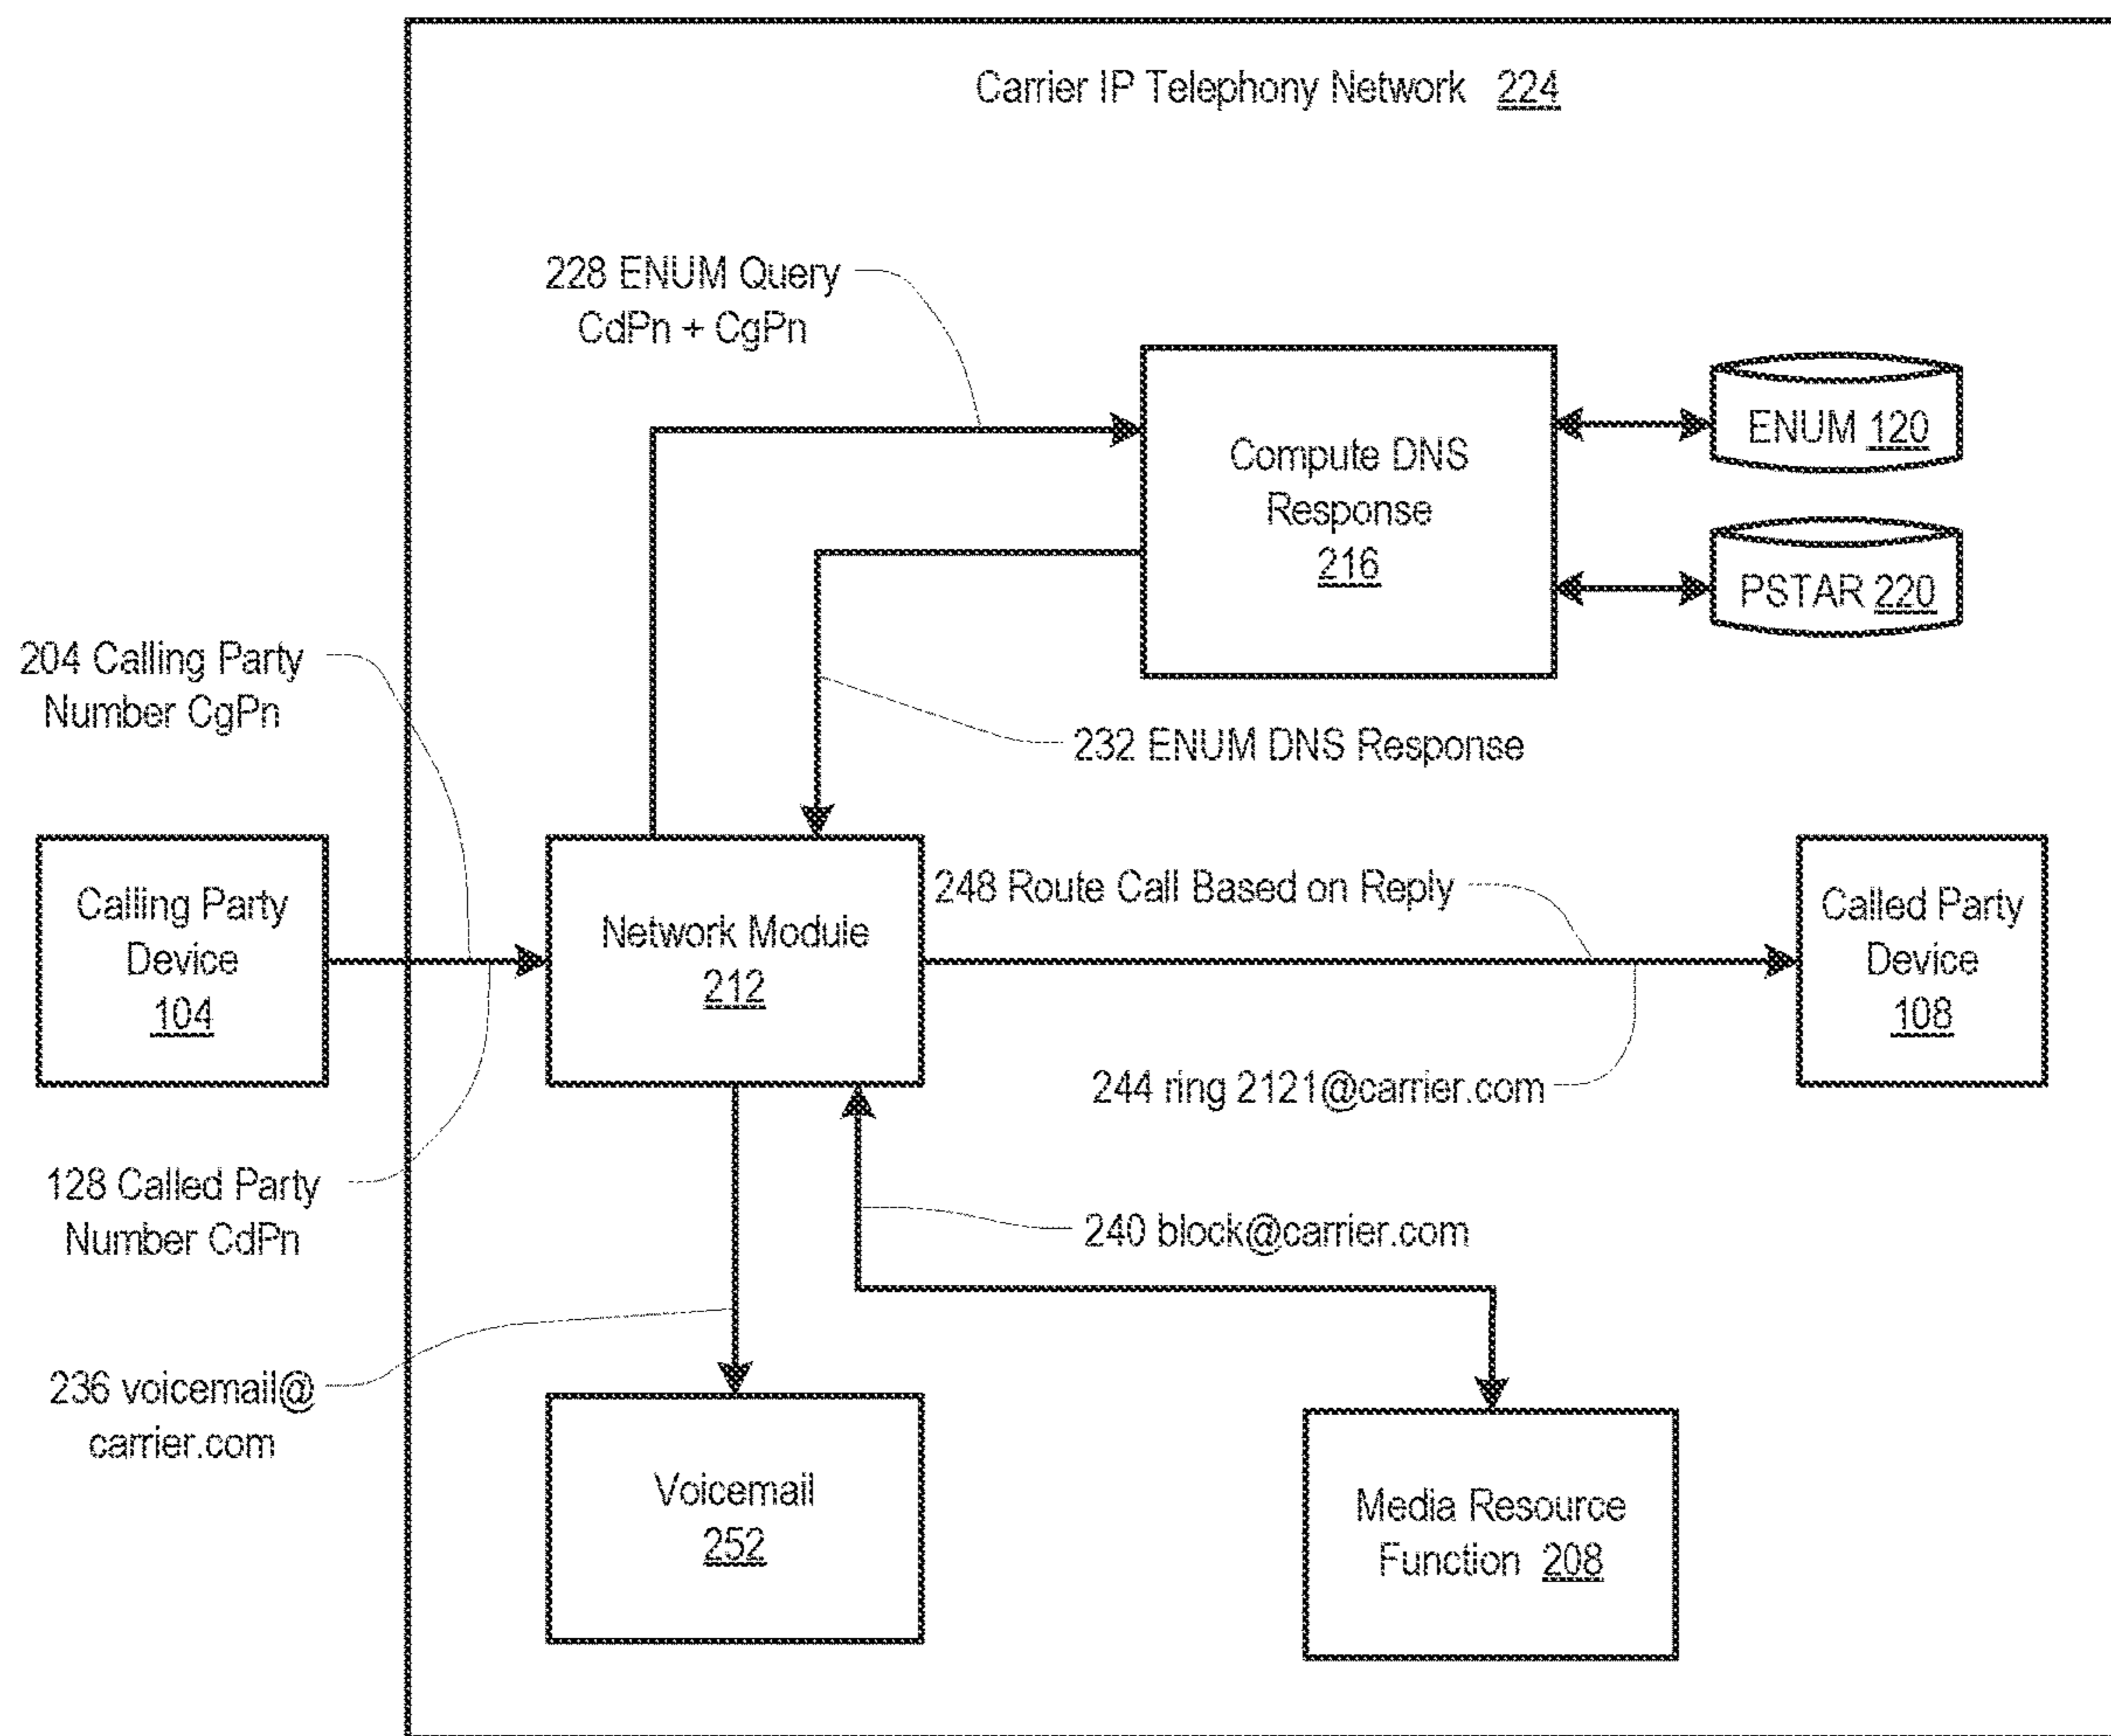 Carrier IP Telephony Network 224
228 ENUM Query
CdPn + CgPn
Compute DNS
Response
216
ENUM 120
PSTAR 220
204 Calling Party
Number CgPn
232 ENUM DNS Response
Calling Party
Device
104
Network Module
212
248 Route Call Based on Reply
Called Party
Device
108
244 ring 2121@carrier.com
128 Called Party
Number CdPn
240 block@carrier.com
236 voicemail@
carrier.com
Voicemail
252
Media Resource
Function 208